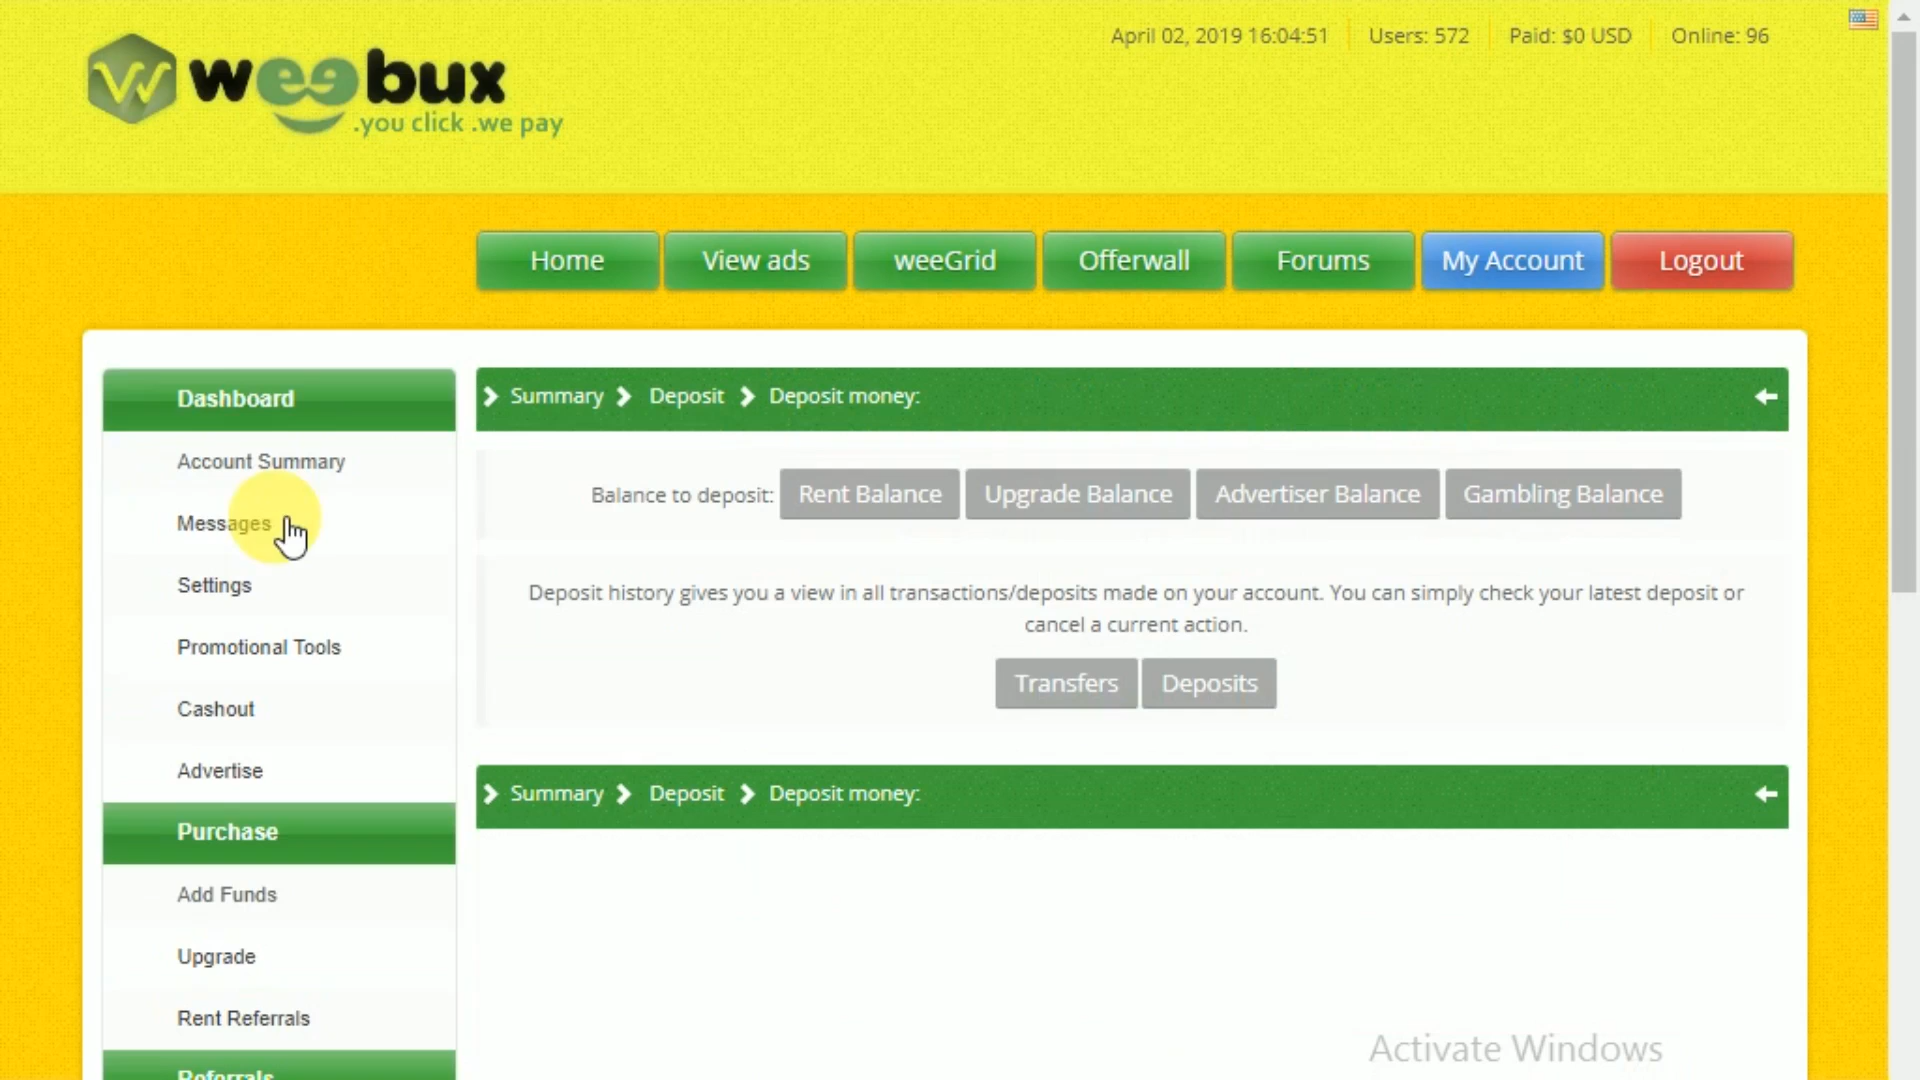 April 02, 2019 16:04:51 Users: 572 Paid: $0 USD Online: 96
weebux
.you click .we pay
Home View ads weeGrid Offerwall Forums My Account Logout
Dashboard
Account Summary
Messages
Settings
Promotional Tools
Cashout
Advertise
Purchase
Add Funds
Upgrade
Rent Referrals
Referrals
Summary Deposit Deposit money:
Balance to deposit: Rent Balance Upgrade Balance Advertiser Balance Gambling Balance
Deposit history gives you a view in all transactions/deposits made on your account. You can simply check your latest deposit or
cancel a current action.
Transfers Deposits
Summary Deposit Deposit money:
Activate Windows